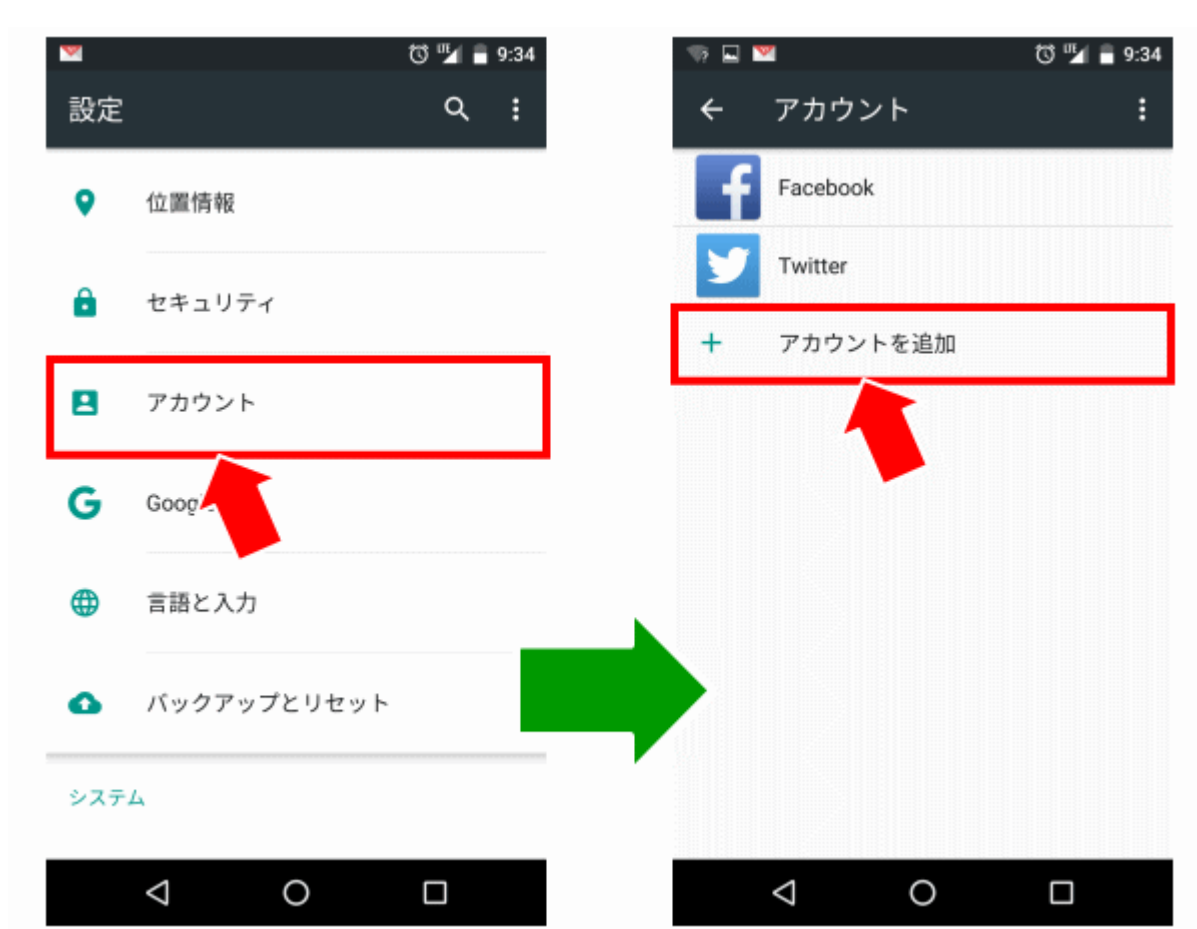 9:34
設定
位置情報
セキュリティ
アカウント
言語と入力
バックアップとリセット
システム
9:34
アカウント
Facebook
Twitter
アカウントを追加